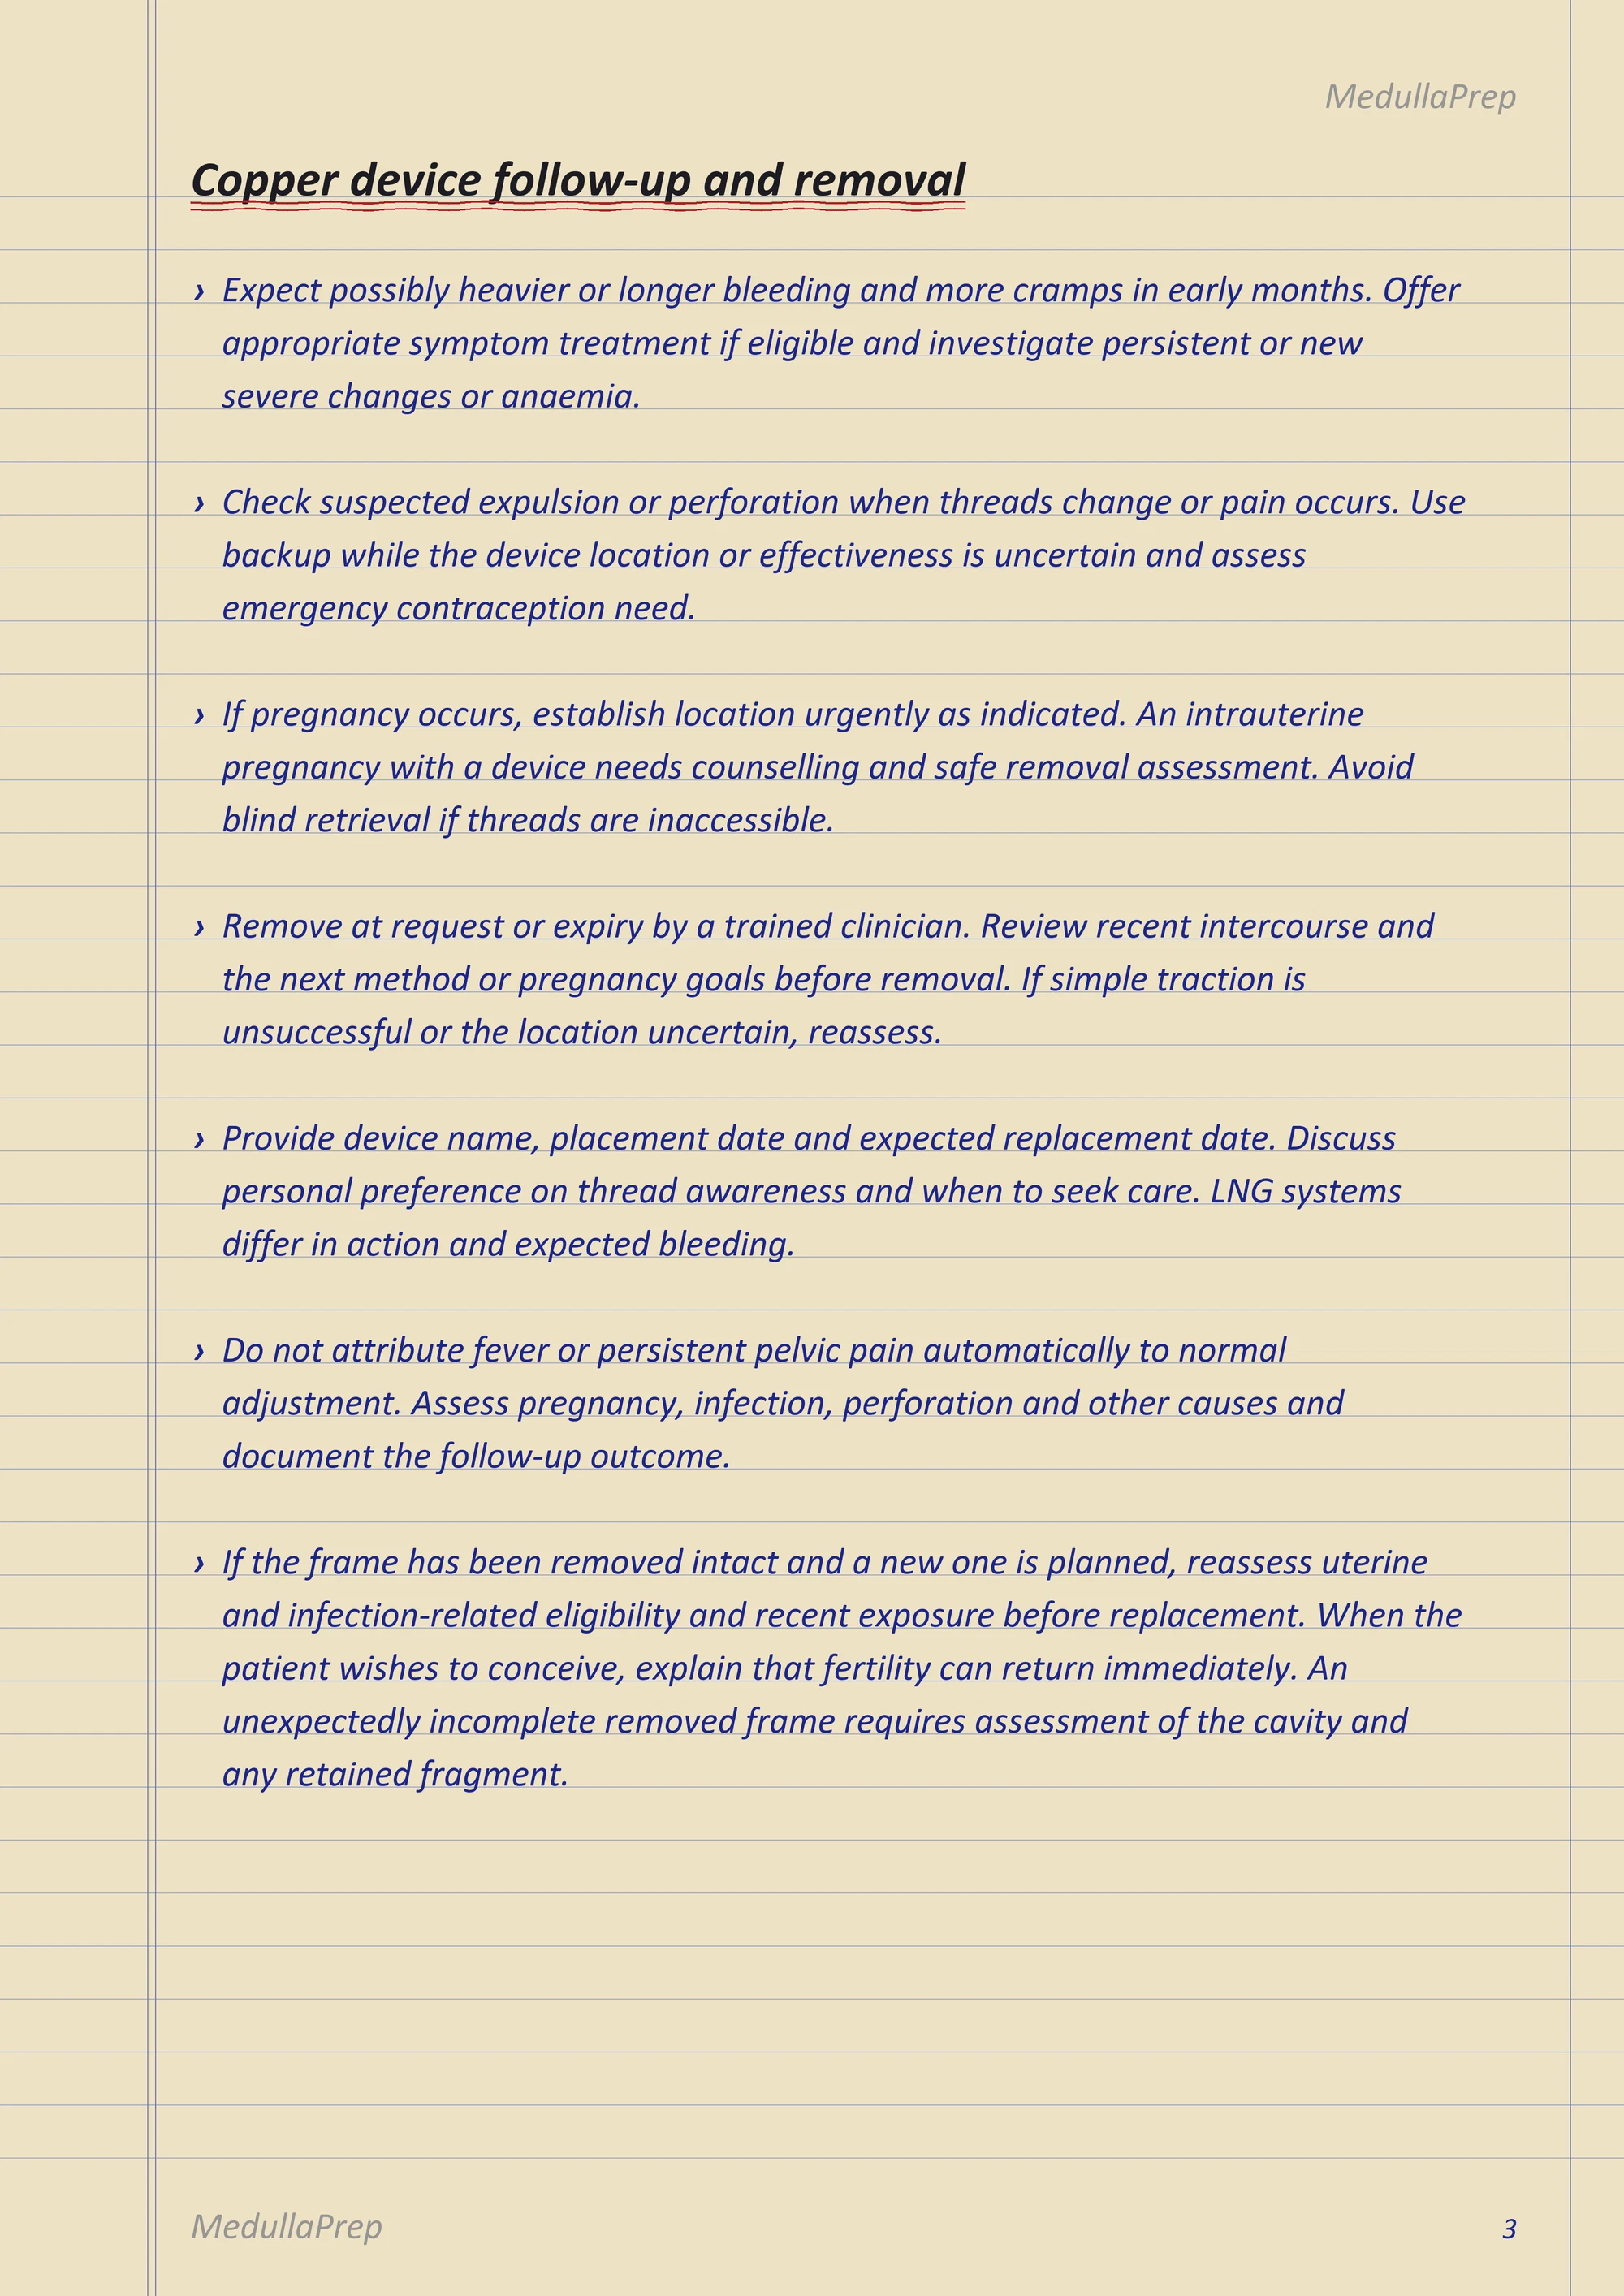 MedullaPrep
Copper device follow-up and removal
› Expect possibly heavier or longer bleeding and more cramps in early months. Offer
appropriate symptom treatment if eligible and investigate persistent or new
severe changes or anaemia.
› Check suspected expulsion or perforation when threads change or pain occurs. Use
backup while the device location or effectiveness is uncertain and assess
emergency contraception need.
› If pregnancy occurs, establish location urgently as indicated. An intrauterine
pregnancy with a device needs counselling and safe removal assessment. Avoid
blind retrieval if threads are inaccessible.
› Remove at request or expiry by a trained clinician. Review recent intercourse and
the next method or pregnancy goals before removal. If simple traction is
unsuccessful or the location uncertain, reassess.
› Provide device name, placement date and expected replacement date. Discuss
personal preference on thread awareness and when to seek care. LNG systems
differ in action and expected bleeding.
› Do not attribute fever or persistent pelvic pain automatically to normal
adjustment. Assess pregnancy, infection, perforation and other causes and
document the follow-up outcome.
› If the frame has been removed intact and a new one is planned, reassess uterine
and infection-related eligibility and recent exposure before replacement. When the
patient wishes to conceive, explain that fertility can return immediately. An
unexpectedly incomplete removed frame requires assessment of the cavity and
any retained fragment.
MedullaPrep
3